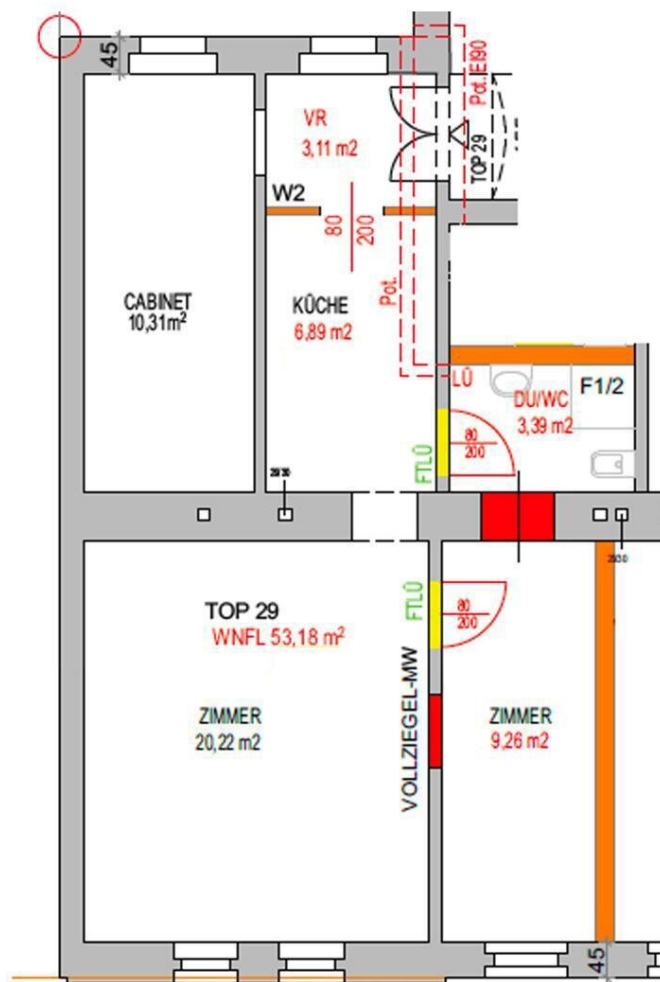 45
VR
3,11 m2
Pot. EI90
TOP 29
W2
80
200
CABINET
10,31m²
KÜCHE
6,89 m2
Pot.
LÜ
DU/WC
3,39 m2
F1/2
80
200
FTLÜ
TOP 29
WNFL 53,18 m²
FTLÜ
80
200
ZIMMER
20,22 m2
VOLLZIEGEL-MW
ZIMMER
9,26 m2
45